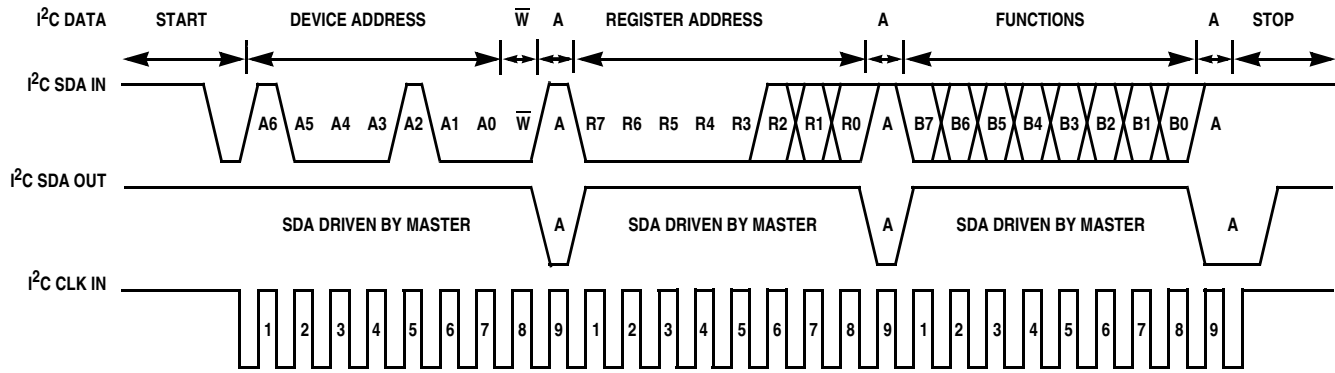 I²C DATA START DEVICE ADDRESS W̅ A REGISTER ADDRESS A FUNCTIONS A STOP
I²C SDA IN
A6 A5 A4 A3 A2 A1 A0 W̅ A R7 R6 R5 R4 R3 R2 R1 R0 A B7 B6 B5 B4 B3 B2 B1 B0 A
I²C SDA OUT
SDA DRIVEN BY MASTER A SDA DRIVEN BY MASTER A SDA DRIVEN BY MASTER A
I²C CLK IN
1 2 3 4 5 6 7 8 9 1 2 3 4 5 6 7 8 9 1 2 3 4 5 6 7 8 9